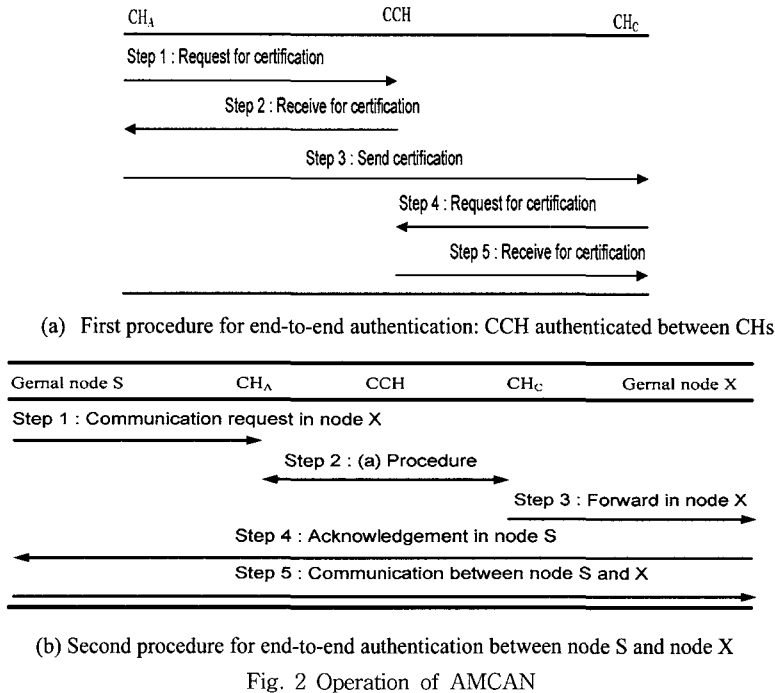 CHA CCH CHC
Step 1 : Request for certification
Step 2 : Receive for certification
Step 3 : Send certification
Step 4 : Request for certification
Step 5 : Receive for certification
(a) First procedure for end-to-end authentication: CCH authenticated between CHs
Gernal node S CHA CCH CHC Gernal node X
Step 1 : Communication request in node X
Step 2 : (a) Procedure
Step 3 : Forward in node X
Step 4 : Acknowledgement in node S
Step 5 : Communication between node S and X
(b) Second procedure for end-to-end authentication between node S and node X
Fig. 2 Operation of AMCAN